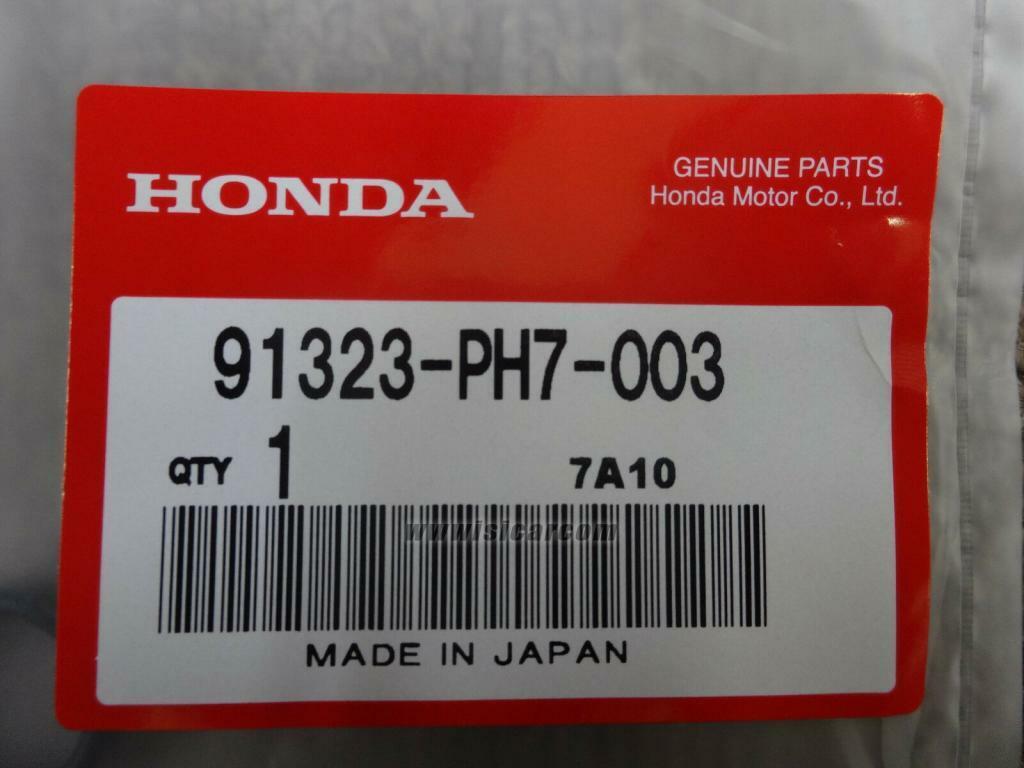 HONDA
GENUINE PARTS
Honda Motor Co., Ltd.
91323-PH7-003
QTY 1 7A10
www.isicar.com
MADE IN JAPAN